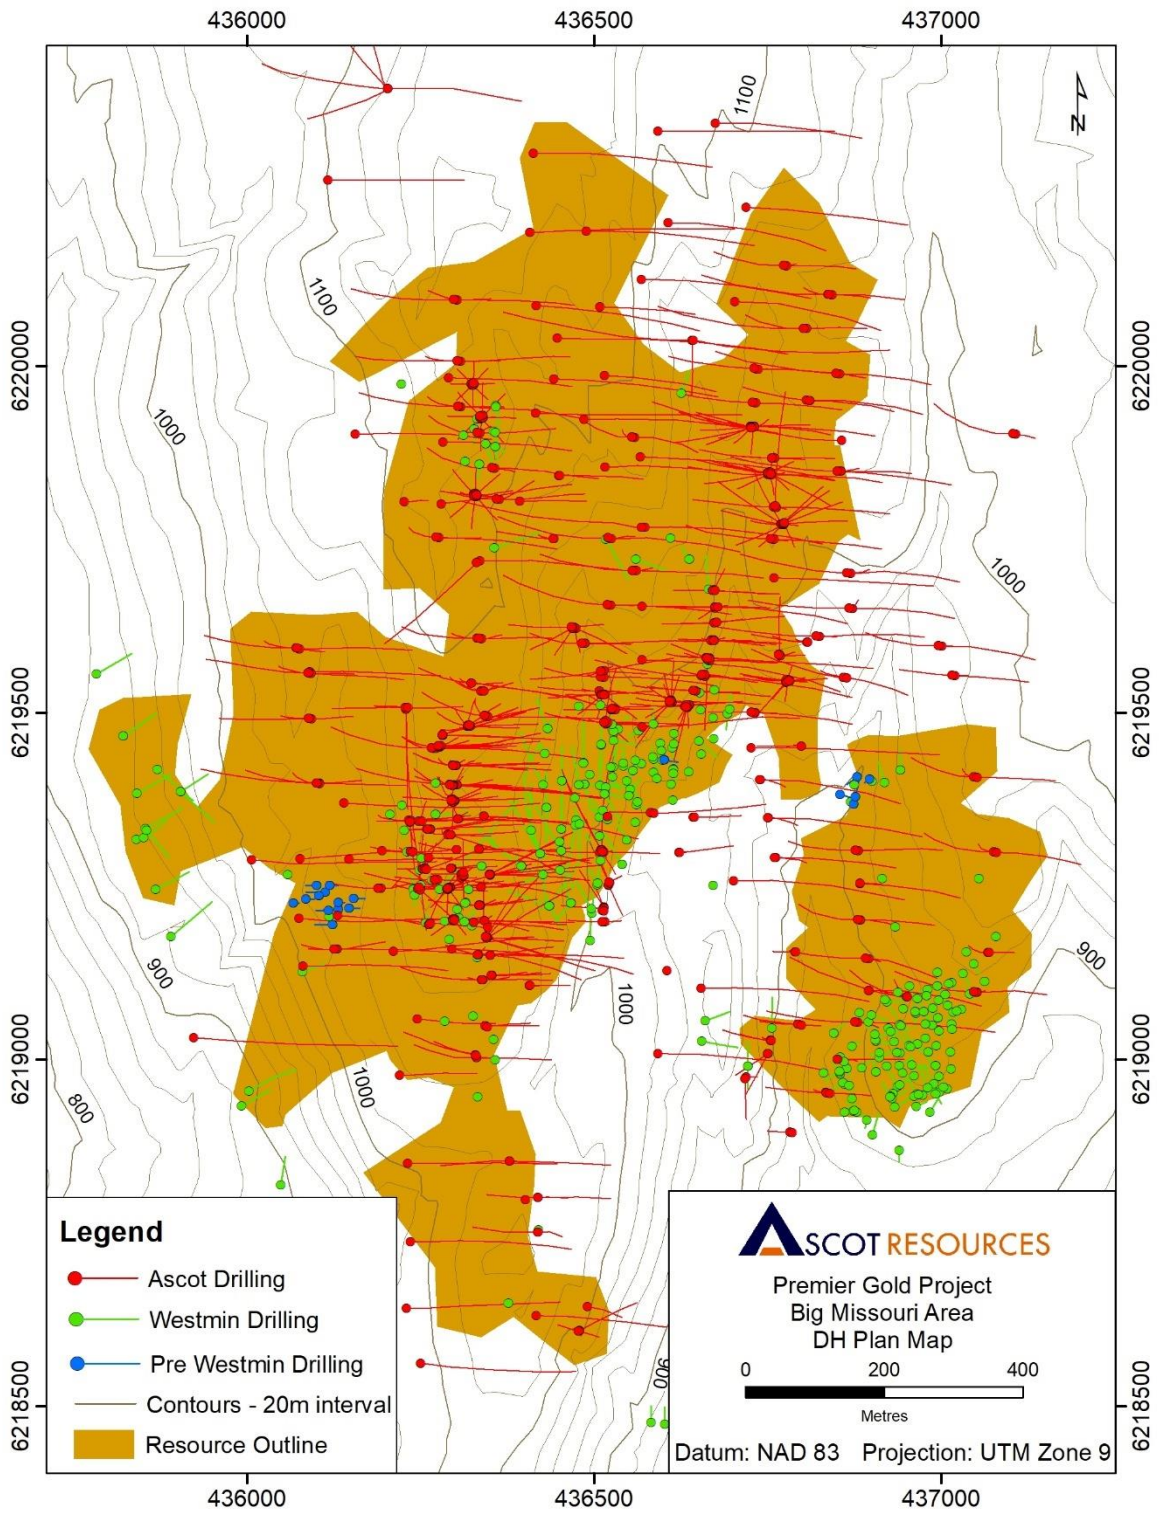 436000 436500 437000
1100
N
1100
6220000
6220000
1000
1000
6219500
6219500
900
900
1000
6219000
6219000
1000
800
Legend
Ascot Drilling
Westmin Drilling
Pre Westmin Drilling
Contours - 20m interval
Resource Outline
900
ASCOT RESOURCES
Premier Gold Project
Big Missouri Area
DH Plan Map
0 200 400
Metres
Datum: NAD 83 Projection: UTM Zone 9
6218500
6218500
436000 436500 437000